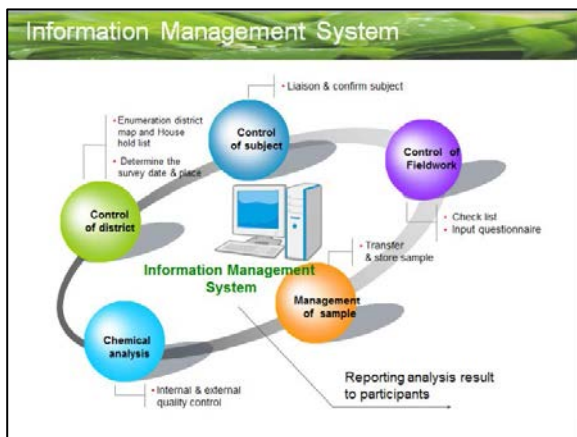 Information Management System
• Liaison & confirm subject
• Enumeration district
map and House
hold list
• Determine the
survey date & place
Control
of subject
Control of
Fieldwork
Control
of district
• Check list
• Input questionnaire
• Transfer
& store sample
Information Management
System
Management
of sample
Chemical
analysis
• Internal & external
quality control
Reporting analysis result
to participants